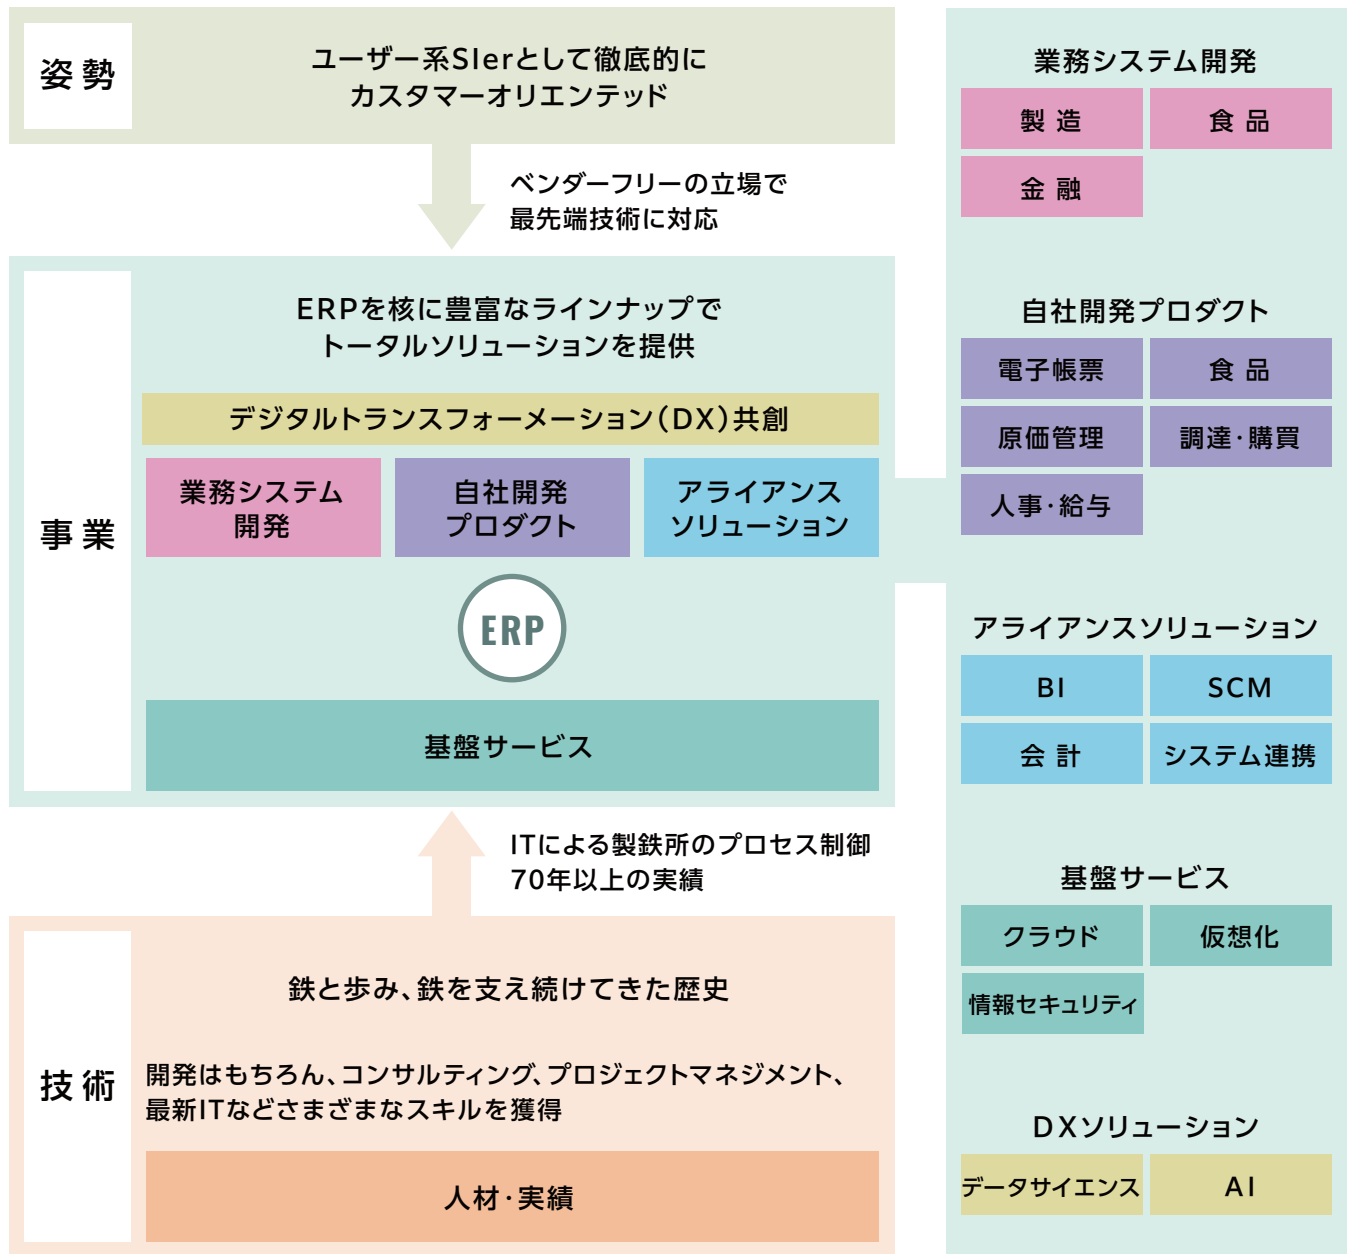 姿勢
ユーザー系SIerとして徹底的に
カスタマーオリエンテッド
ベンダーフリーの立場で
最先端技術に対応
事業
ERPを核に豊富なラインナップで
トータルソリューションを提供
デジタルトランスフォーメーション（DX）共創
業務システム
開発
自社開発
プロダクト
アライアンス
ソリューション
ERP
基盤サービス
ITによる製鉄所のプロセス制御
70年以上の実績
技術
鉄と歩み、鉄を支え続けてきた歴史
開発はもちろん、コンサルティング、プロジェクトマネジメント、
最新ITなどさまざまなスキルを獲得
人材・実績
業務システム開発
製造
食品
金融
自社開発プロダクト
電子帳票
食品
原価管理
調達・購買
人事・給与
アライアンスソリューション
BI
SCM
会計
システム連携
基盤サービス
クラウド
仮想化
情報セキュリティ
DXソリューション
データサイエンス
AI